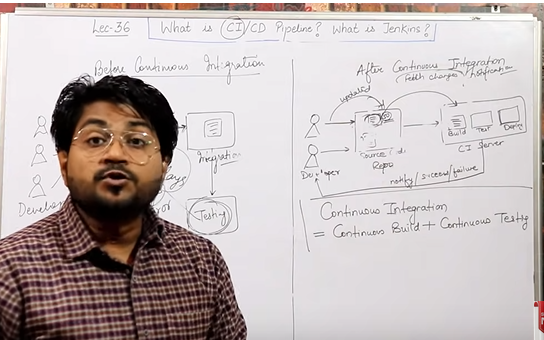 Lec-36
What is CI/CD Pipeline? What is Jenkins?
Before Continuous Integration
Integration
Testing
After Continuous Integration
Fetch changes / notification
updated
Build
Test
Deploy
CI Server
Source
Repo
Developer
notify/success/failure
Continuous Integration
= Continuous Build + Continuous Testing